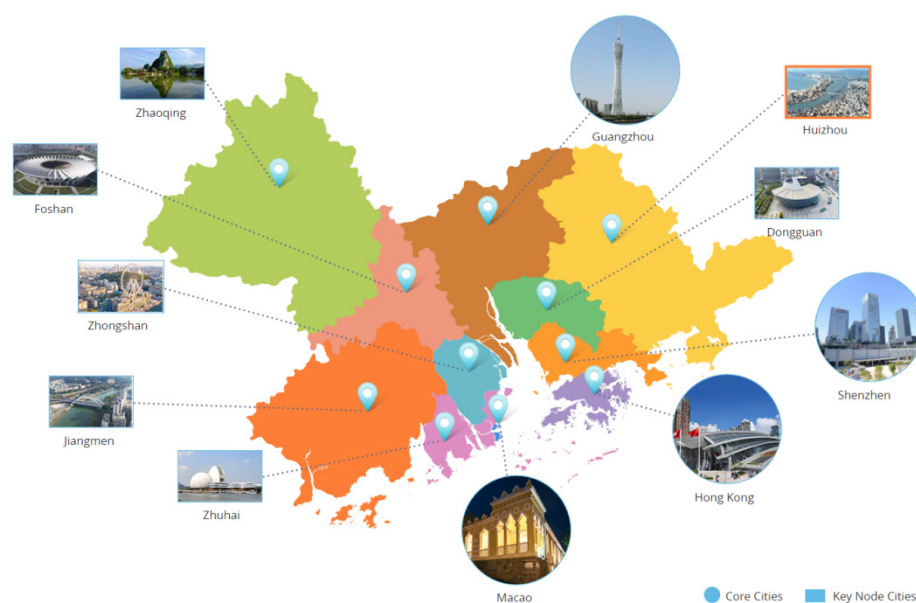 Zhaoqing
Guangzhou
Huizhou
Foshan
Dongguan
Zhongshan
Shenzhen
Jiangmen
Hong Kong
Zhuhai
Macao
Core Cities
Key Node Cities